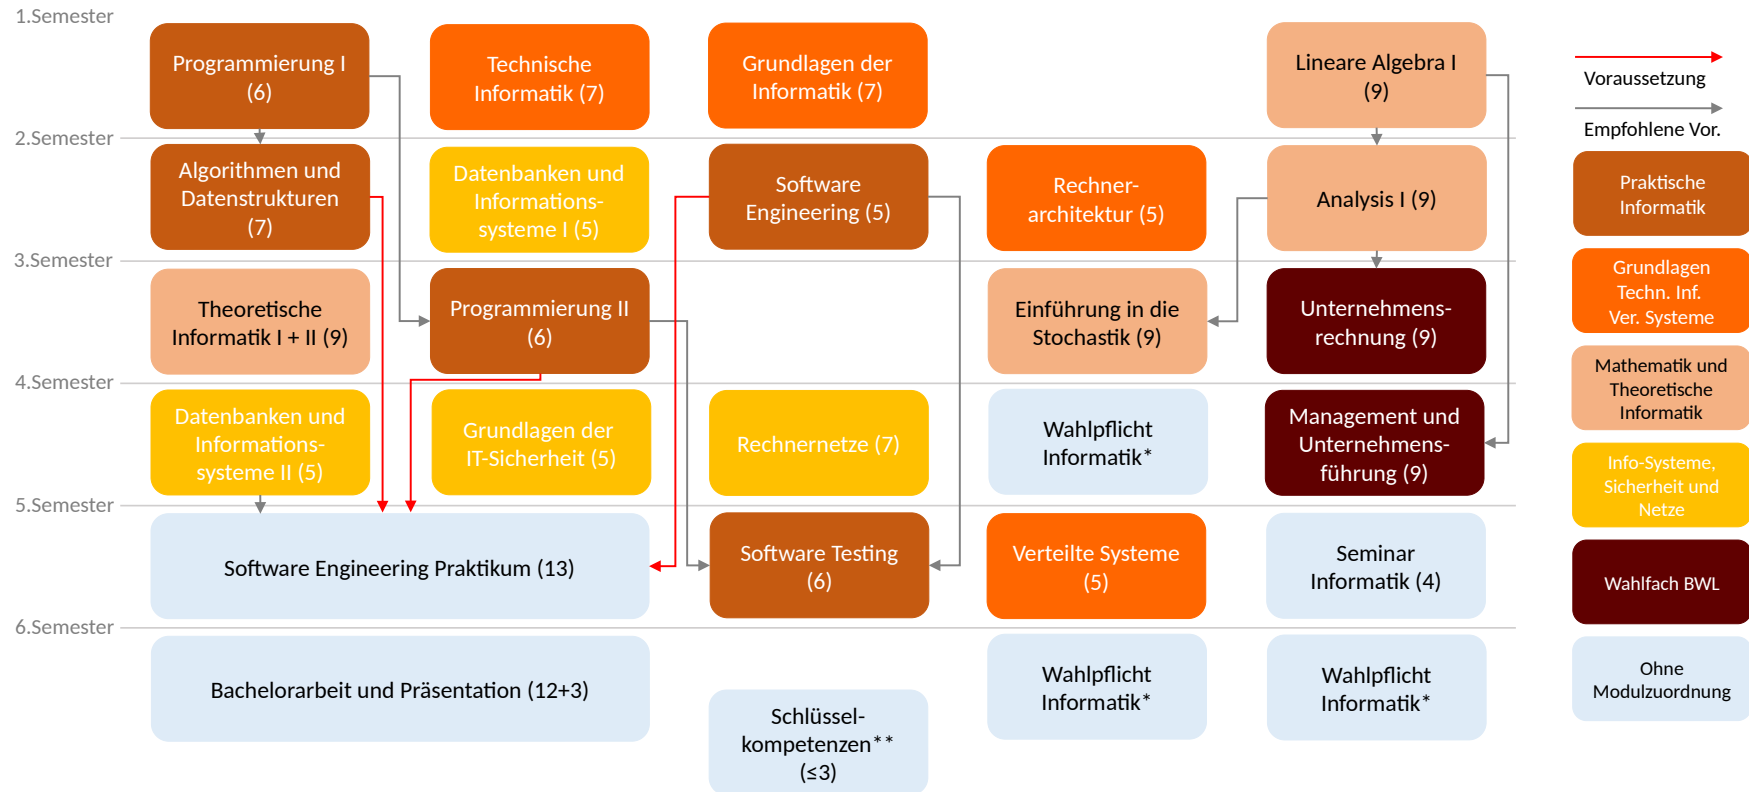 1.Semester
Programmierung I
(6)
Technische
Informatik (7)
Grundlagen der
Informatik (7)
Lineare Algebra I
(9)
2.Semester
Algorithmen und
Datenstrukturen
(7)
Datenbanken und
Informations-
systeme I (5)
Software
Engineering (5)
Rechner-
architektur (5)
Analysis I (9)
3.Semester
Theoretische
Informatik I + II (9)
Programmierung II
(6)
Einführung in die
Stochastik (9)
Unternehmens-
rechnung (9)
4.Semester
Datenbanken und
Informations-
systeme II (5)
Grundlagen der
IT-Sicherheit (5)
Rechnernetze (7)
Wahlpflicht
Informatik*
Management und
Unternehmens-
führung (9)
5.Semester
Software Engineering Praktikum (13)
Software Testing
(6)
Verteilte Systeme
(5)
Seminar
Informatik (4)
6.Semester
Bachelorarbeit und Präsentation (12+3)
Schlüssel-
kompetenzen**
(≤3)
Wahlpflicht
Informatik*
Wahlpflicht
Informatik*
Voraussetzung
Empfohlene Vor.
Praktische
Informatik
Grundlagen
Techn. Inf.
Ver. Systeme
Mathematik und
Theoretische
Informatik
Info-Systeme,
Sicherheit und
Netze
Wahlfach BWL
Ohne
Modulzuordnung